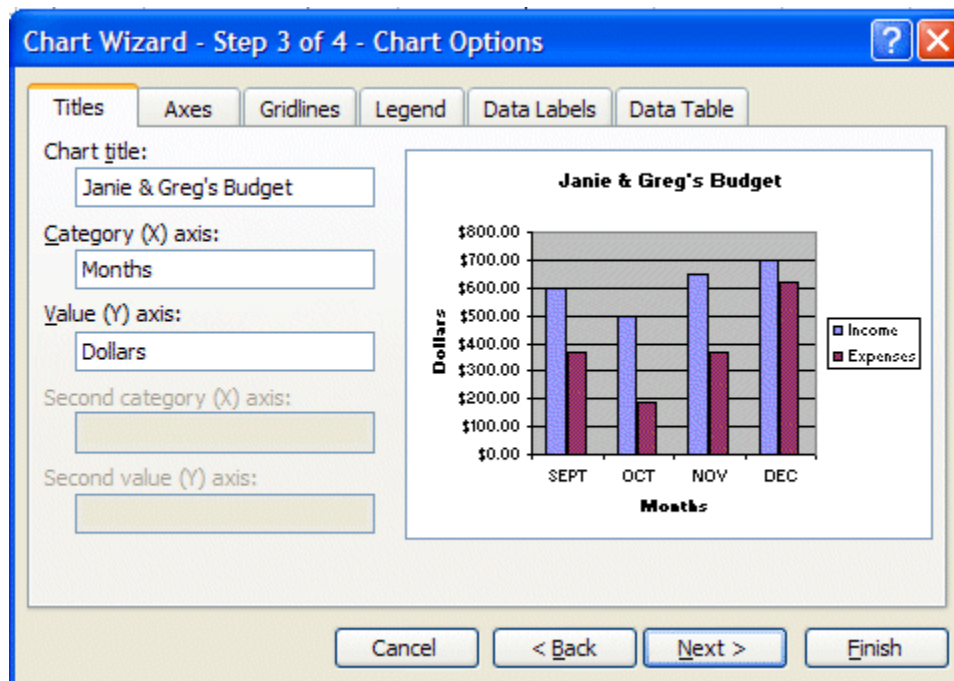 Chart Wizard - Step 3 of 4 - Chart Options
?
X
Titles
Axes
Gridlines
Legend
Data Labels
Data Table
Chart title:
Janie & Greg's Budget
Category (X) axis:
Months
Value (Y) axis:
Dollars
Second category (X) axis:
Second value (Y) axis:
Janie & Greg's Budget
$800.00
$700.00
$600.00
$500.00
$400.00
$300.00
$200.00
$100.00
$0.00
Dollars
SEPT
OCT
NOV
DEC
Months
Income
Expenses
Cancel
< Back
Next >
Finish